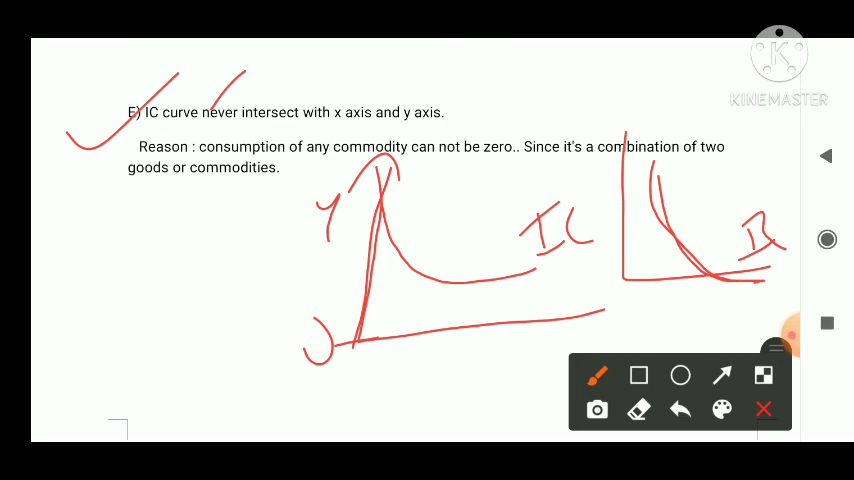 K
KINEMASTER
E) IC curve never intersect with x axis and y axis.
Reason : consumption of any commodity can not be zero.. Since it's a combination of two
goods or commodities.
Y
IC
O